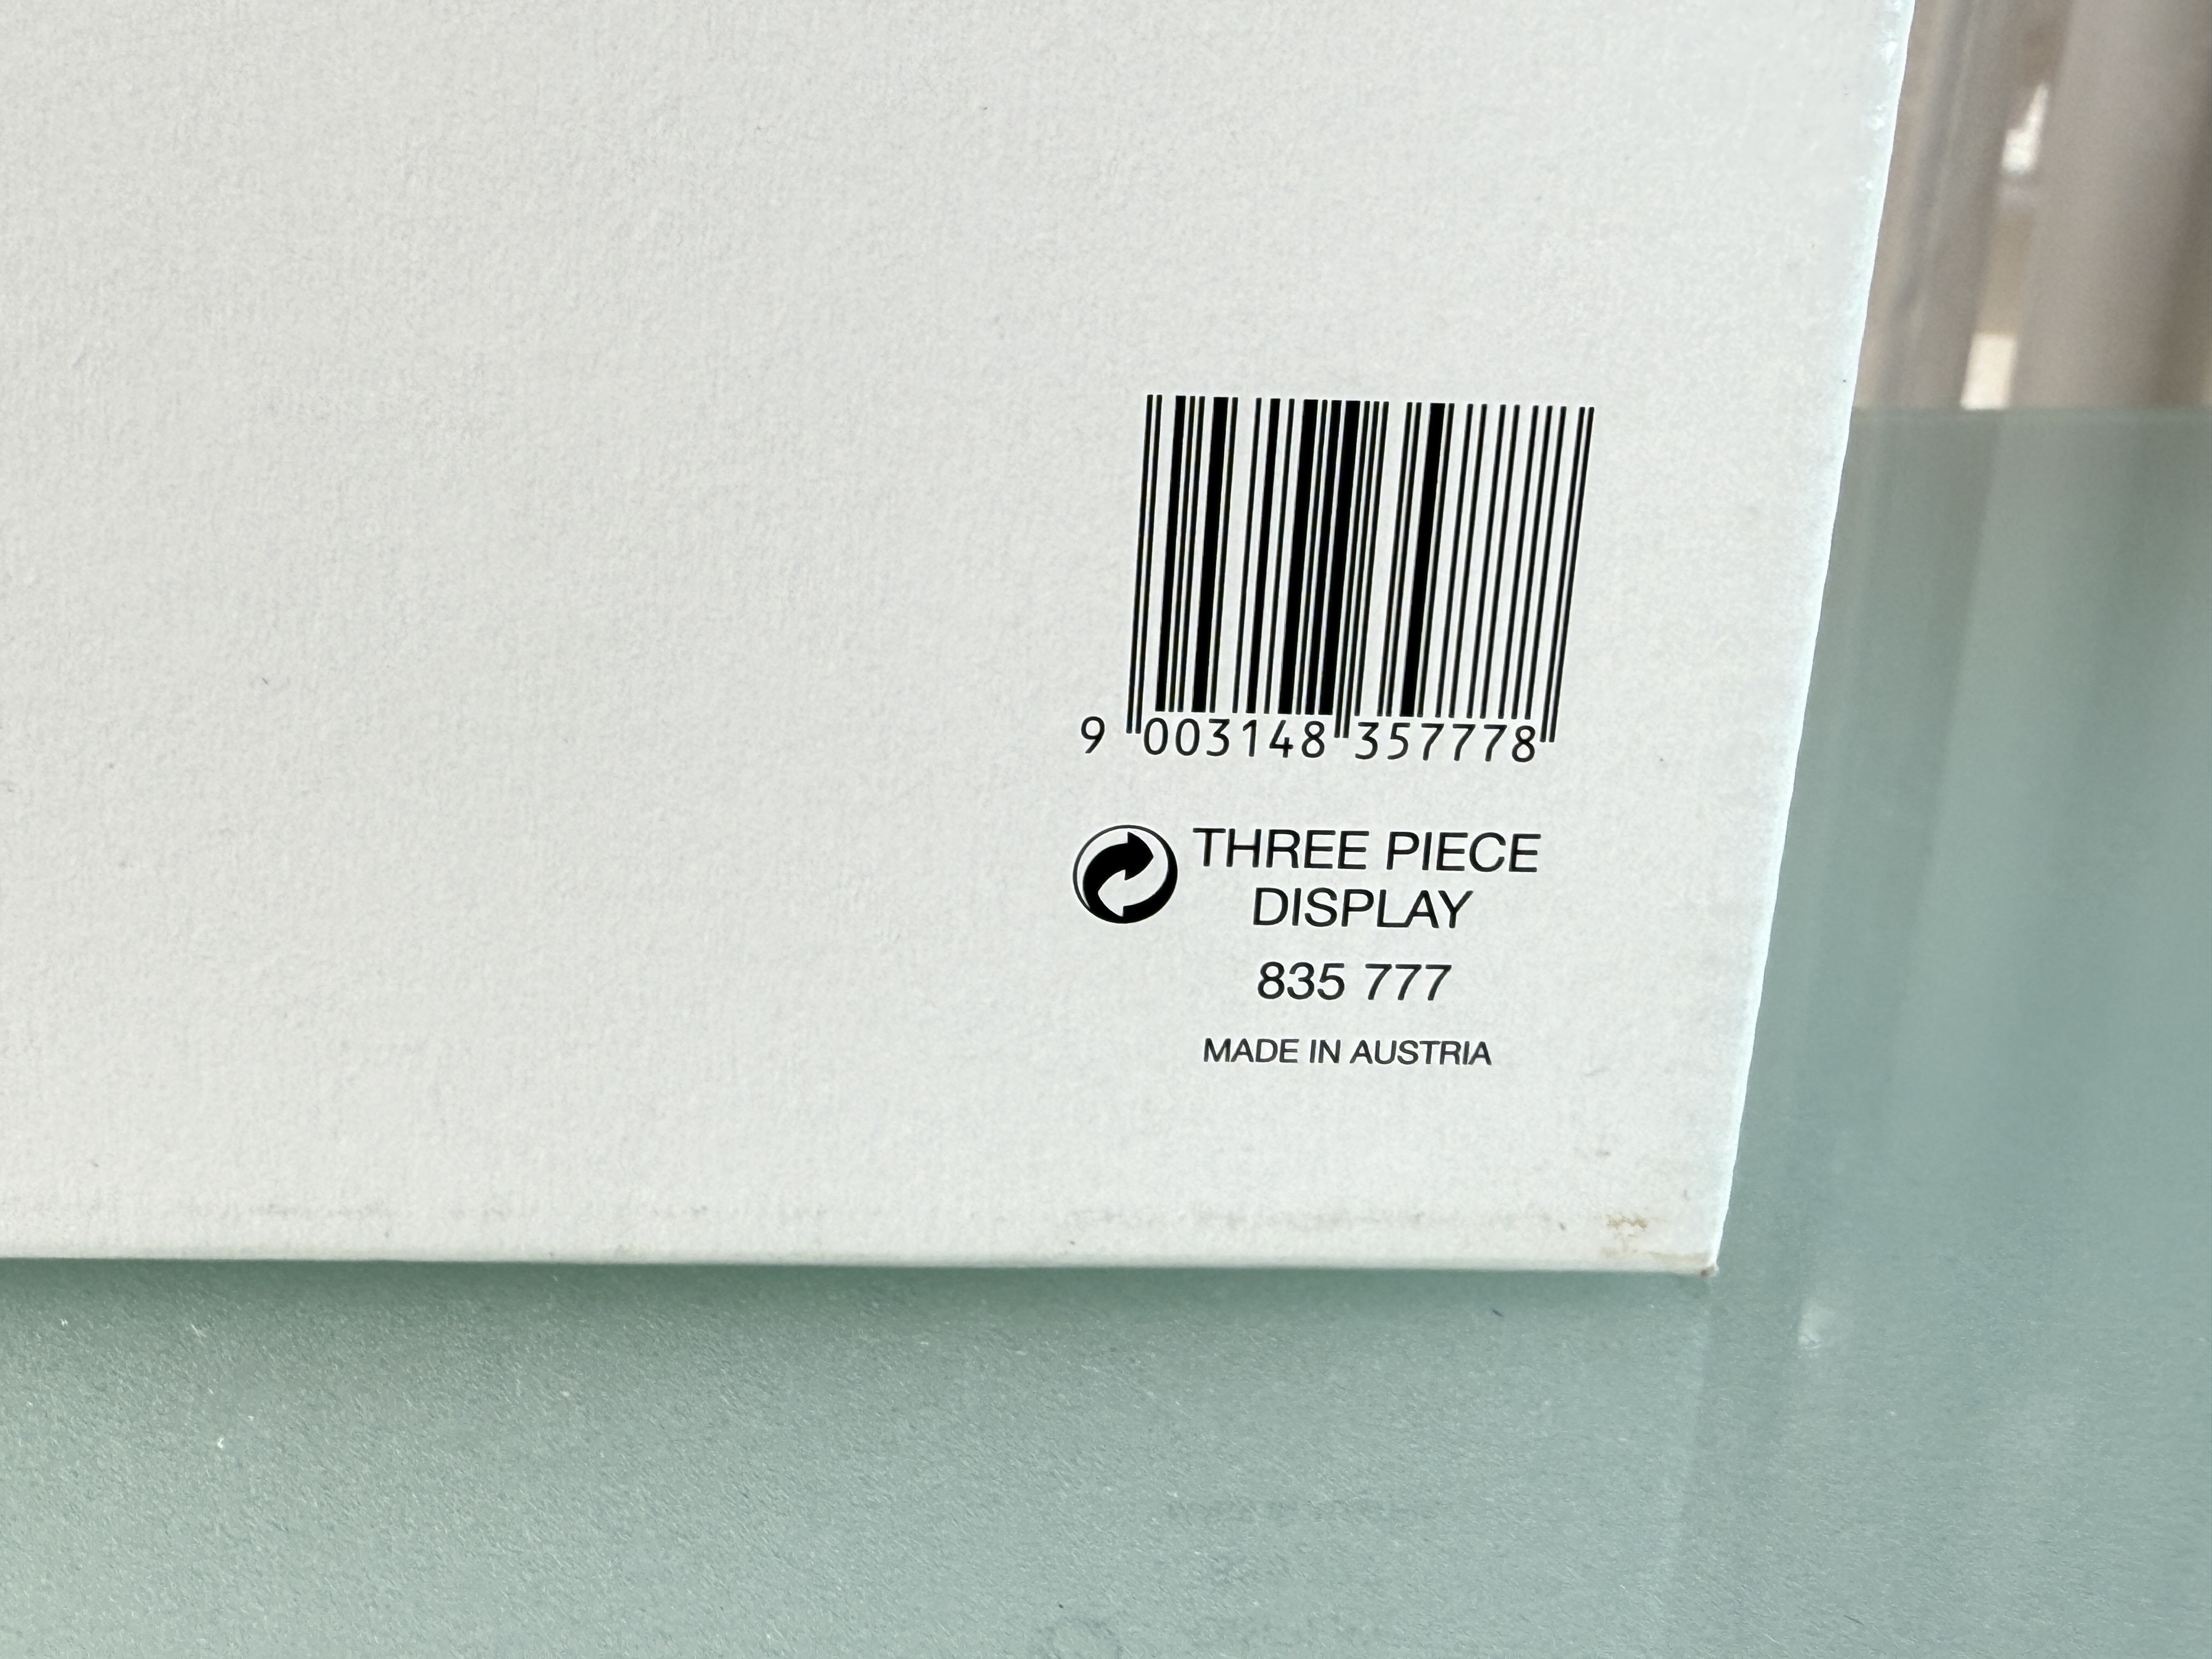 9 003148 357778
THREE PIECE
DISPLAY
835 777
MADE IN AUSTRIA